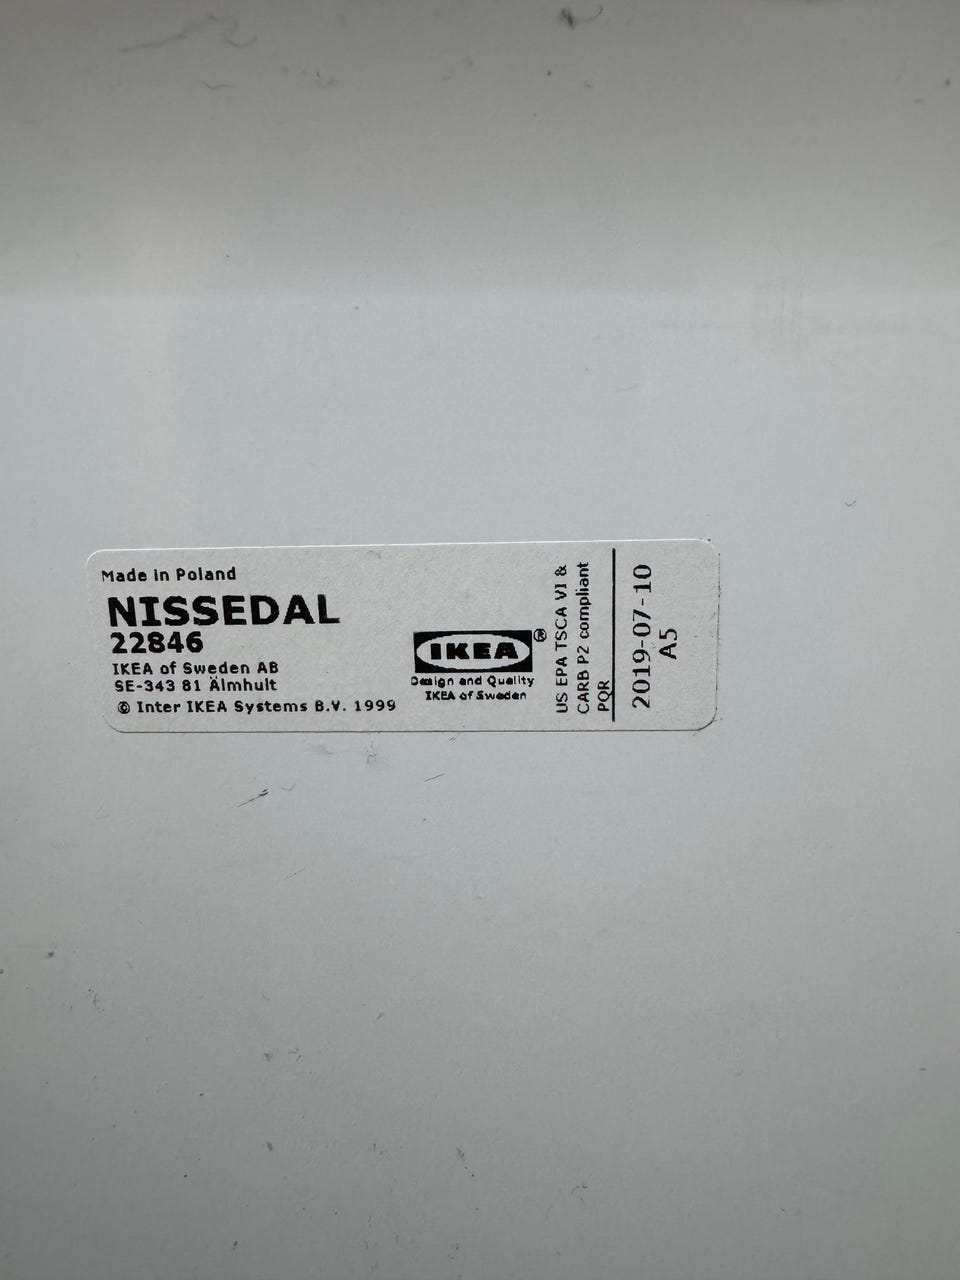 Made in Poland
NISSEDAL
22846
IKEA of Sweden AB
SE-343 81 Älmhult
© Inter IKEA Systems B.V. 1999
IKEA®
Design and Quality
IKEA of Sweden
US EPA TSCA VI &
CARB P2 compliant
PQR
2019-07-10
A5